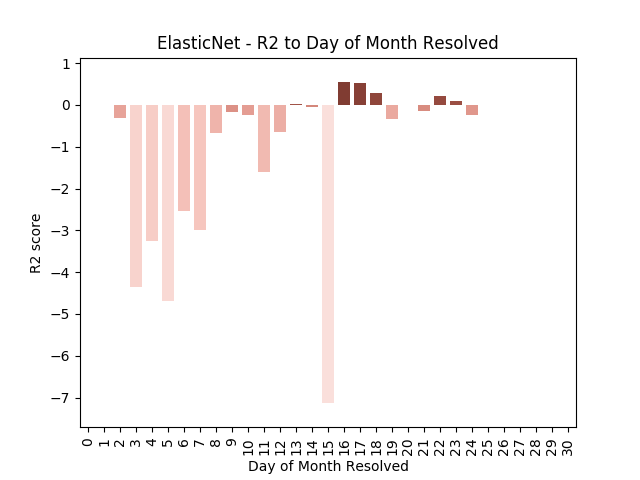 ElasticNet - R2 to Day of Month Resolved
1
0
−1
−2
−3
−4
−5
−6
−7
R2 score
0 1 2 3 4 5 6 7 8 9 10 11 12 13 14 15 16 17 18 19 20 21 22 23 24 25 26 27 28 29 30
Day of Month Resolved